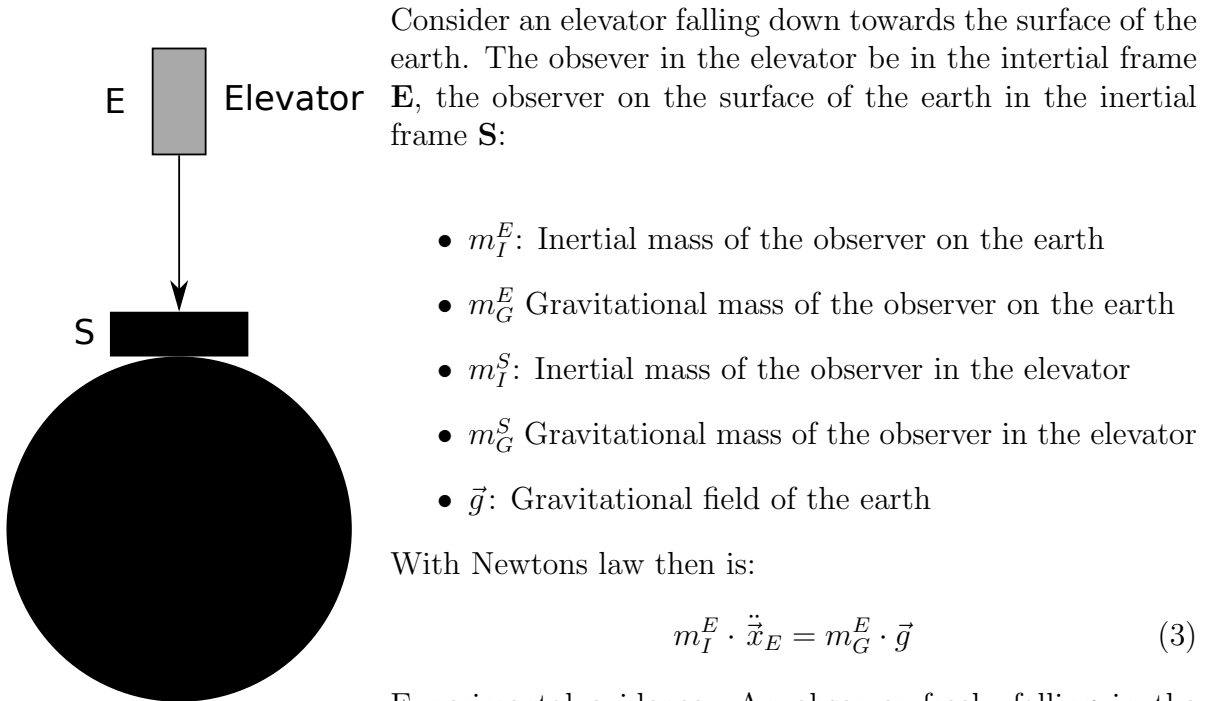 Consider an elevator falling down towards the surface of the
earth. The obsever in the elevator be in the intertial frame
E, the observer on the surface of the earth in the inertial
frame S:
E
Elevator
S
• m_I^E: Inertial mass of the observer on the earth
• m_G^E Gravitational mass of the observer on the earth
• m_I^S: Inertial mass of the observer in the elevator
• m_G^S Gravitational mass of the observer in the elevator
• \vec{g}: Gravitational field of the earth
With Newtons law then is:
m_I^E · \ddot{\vec{x}}_E = m_G^E · \vec{g} (3)